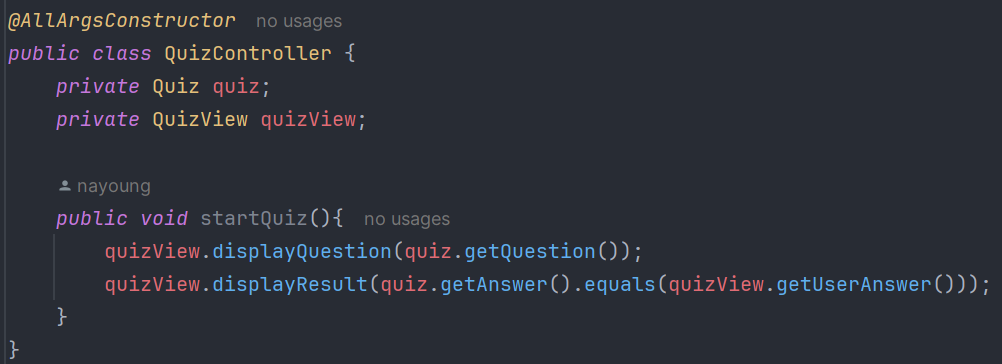 @AllArgsConstructor no usages
public class QuizController {
    private Quiz quiz;
    private QuizView quizView;
    nayoung
    public void startQuiz(){ no usages
        quizView.displayQuestion(quiz.getQuestion());
        quizView.displayResult(quiz.getAnswer().equals(quizView.getUserAnswer()));
    }
}